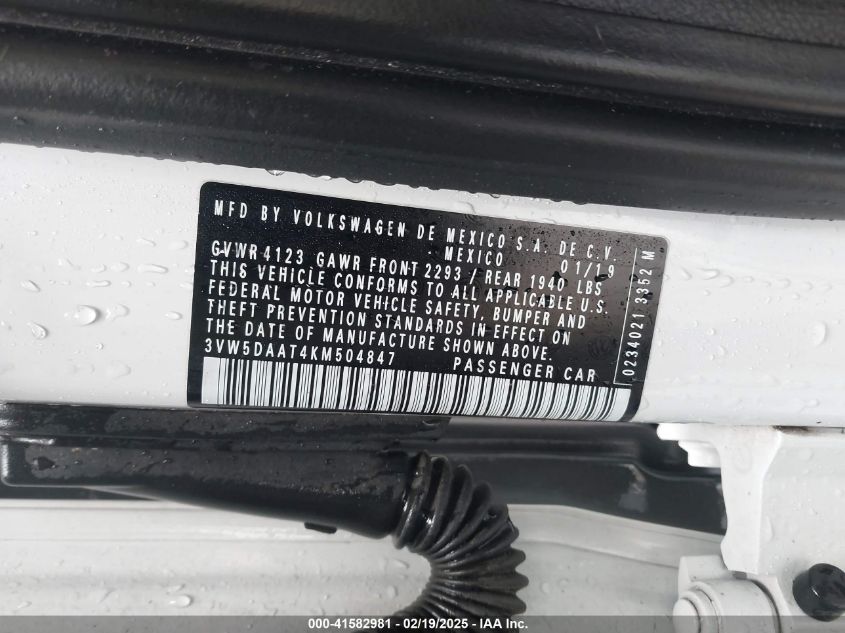 MFD BY VOLKSWAGEN DE MEXICO S.A. DE C.V.
MEXICO 01/19
GVWR 4123 GAWR FRONT 2293 / REAR 1940 LBS
THIS VEHICLE CONFORMS TO ALL APPLICABLE U.S.
FEDERAL MOTOR VEHICLE SAFETY, BUMPER AND
THEFT PREVENTION STANDARDS IN EFFECT ON
THE DATE OF MANUFACTURE SHOWN ABOVE.
3VW5DAAT4KM504847 PASSENGER CAR
0234021 3352 M
000-41582981 - 02/19/2025 - IAA Inc.